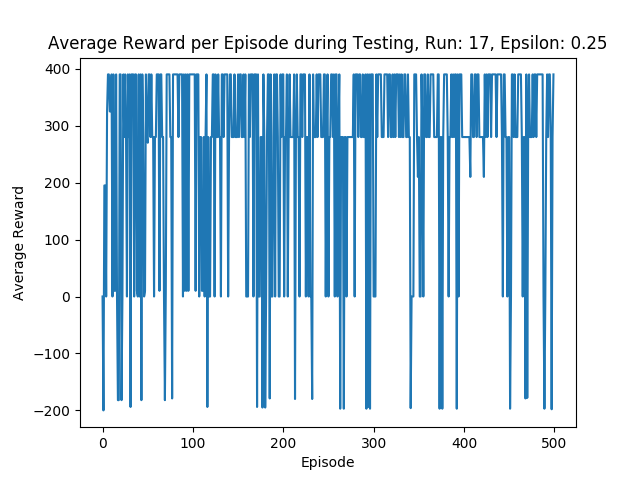 Average Reward per Episode during Testing, Run: 17, Epsilon: 0.25
400
300
200
100
0
−100
−200
Average Reward
0 100 200 300 400 500
Episode